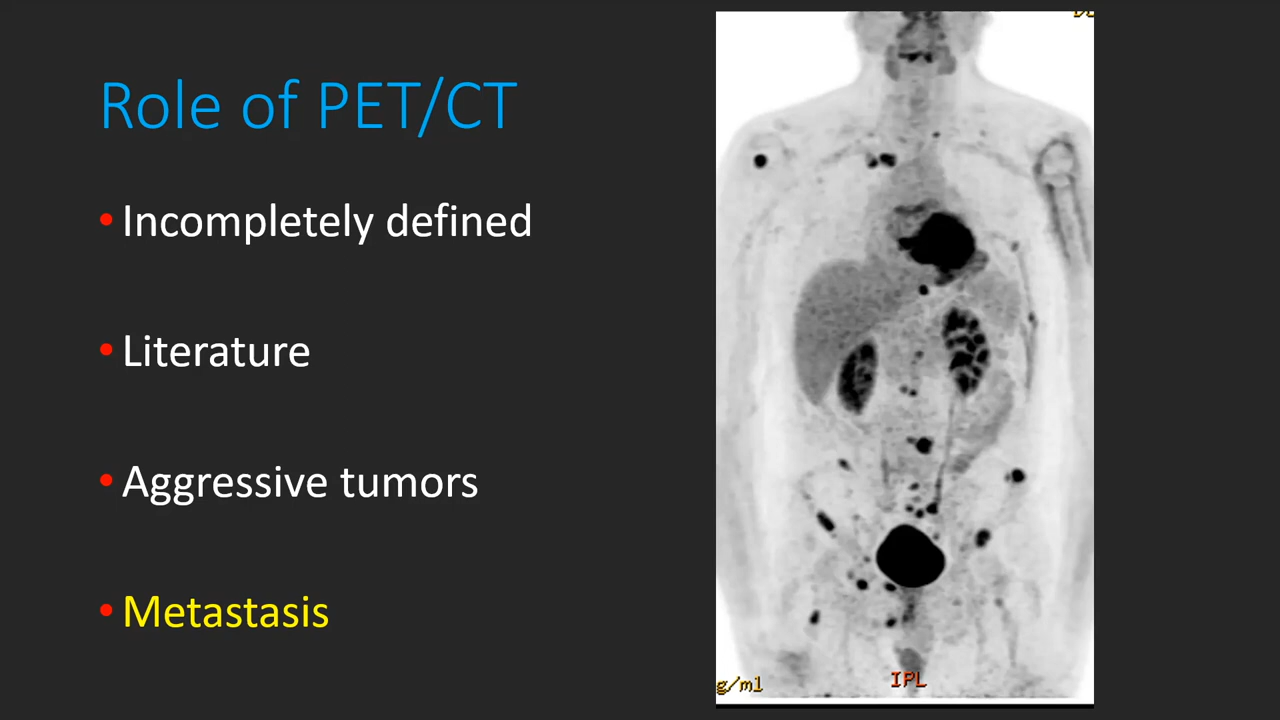 Role of PET/CT
• Incompletely defined
• Literature
• Aggressive tumors
• Metastasis
g/ml
IPL